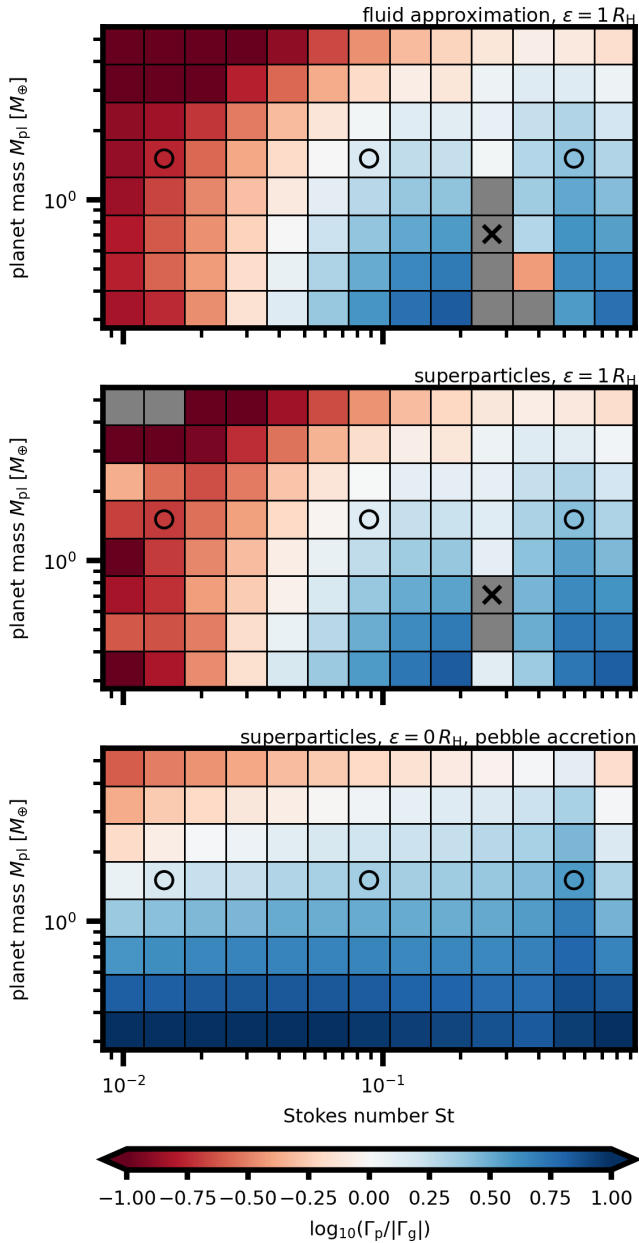 fluid approximation, ε = 1 R_H
planet mass M_pl [M_⊕]
10^0
superparticles, ε = 1 R_H
planet mass M_pl [M_⊕]
10^0
superparticles, ε = 0 R_H, pebble accretion
planet mass M_pl [M_⊕]
10^0
10^−2 10^−1
Stokes number St
−1.00 −0.75 −0.50 −0.25 0.00 0.25 0.50 0.75 1.00
log_10(Γ_p/|Γ_g|)